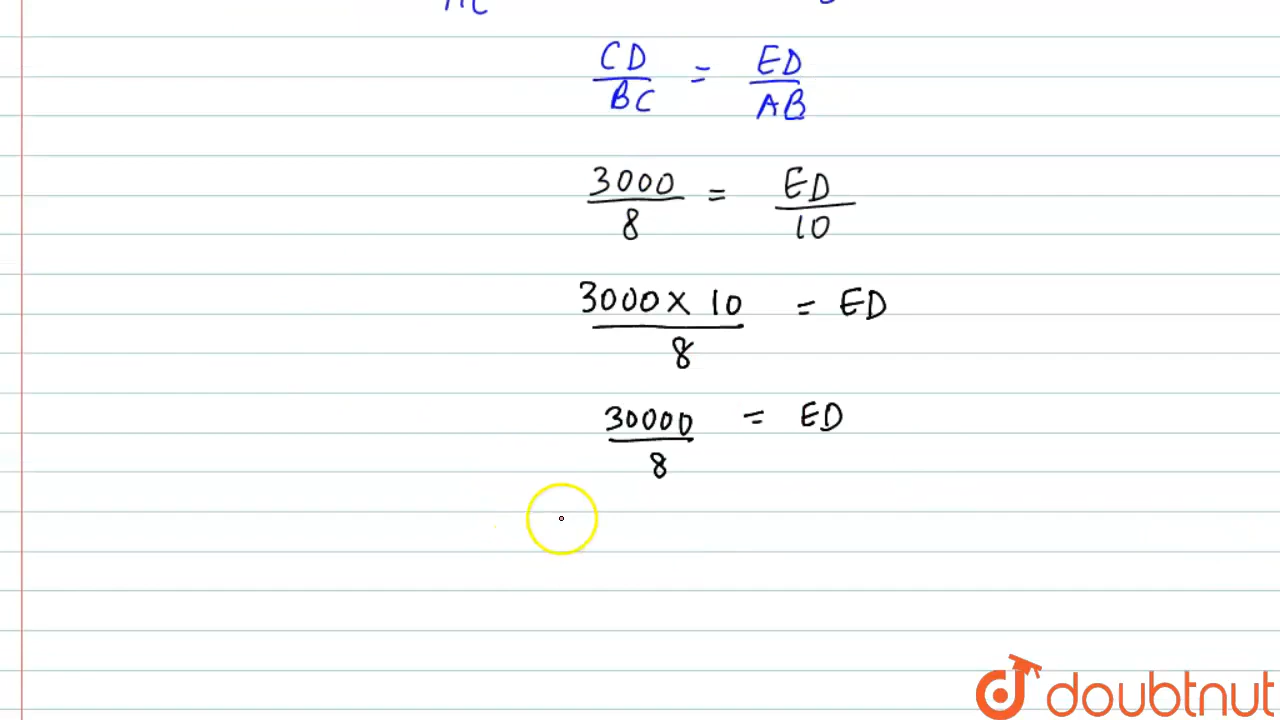 CD/BC = ED/AB
3000/8 = ED/10
3000 x 10/8 = ED
30000/8 = ED
doubtnut